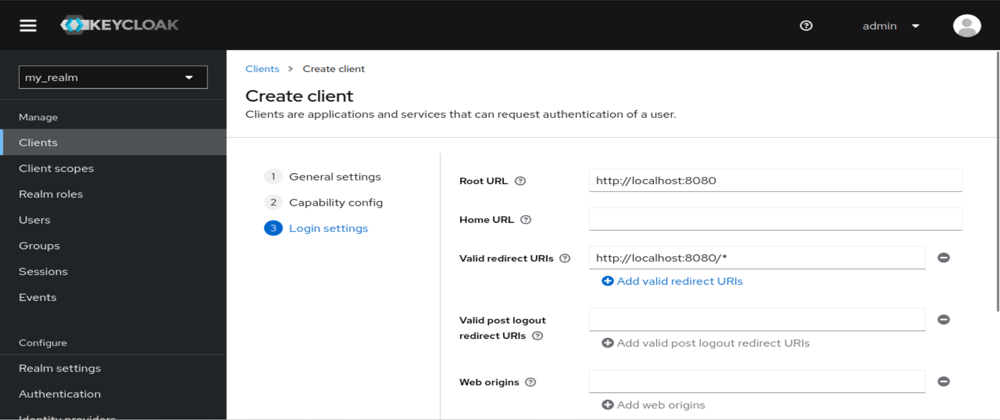 KEYCLOAK
admin
my_realm
Manage
Clients
Client scopes
Realm roles
Users
Groups
Sessions
Events
Configure
Realm settings
Authentication
Identity providers
Clients > Create client
Create client
Clients are applications and services that can request authentication of a user.
1 General settings
2 Capability config
3 Login settings
Root URL
http://localhost:8080
Home URL
Valid redirect URIs
http://localhost:8080/*
Add valid redirect URIs
Valid post logout
redirect URIs
Add valid post logout redirect URIs
Web origins
Add web origins